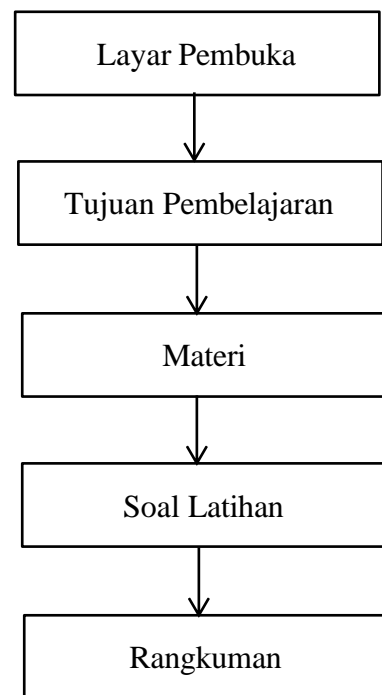 Layar Pembuka
Tujuan Pembelajaran
Materi
Soal Latihan
Rangkuman